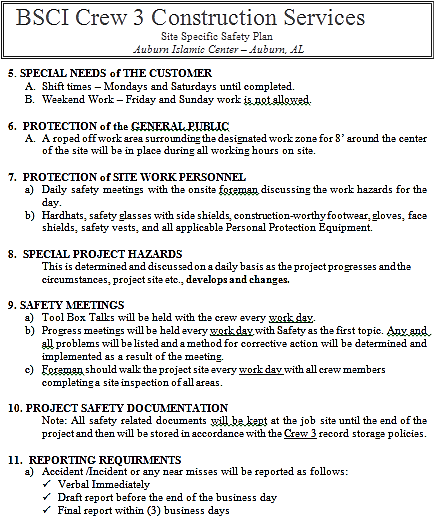 BSCI Crew 3 Construction Services
Site Specific Safety Plan
Auburn Islamic Center – Auburn, AL
5. SPECIAL NEEDS of THE CUSTOMER
A. Shift times – Mondays and Saturdays until completed.
B. Weekend Work – Friday and Sunday work is not allowed.
6. PROTECTION of the GENERAL PUBLIC
A. A roped off work area surrounding the designated work zone for 8’ around the center
of the site will be in place during all working hours on site.
7. PROTECTION of SITE WORK PERSONNEL
a) Daily safety meetings with the onsite foreman discussing the work hazards for the
day.
b) Hardhats, safety glasses with side shields, construction-worthy footwear, gloves, face
shields, safety vests, and all applicable Personal Protection Equipment.
8. SPECIAL PROJECT HAZARDS
This is determined and discussed on a daily basis as the project progresses and the
circumstances, project site etc., develops and changes.
9. SAFETY MEETINGS
a) Tool Box Talks will be held with the crew every work day.
b) Progress meetings will be held every work day with Safety as the first topic. Any and
all problems will be listed and a method for corrective action will be determined and
implemented as a result of the meeting.
c) Foreman should walk the project site every work day with all crew members
completing a site inspection of all areas.
10. PROJECT SAFETY DOCUMENTATION
Note: All safety related documents will be kept at the job site until the end of the
project and then will be stored in accordance with the Crew 3 record storage policies.
11. REPORTING REQUIRMENTS
a) Accident /Incident or any near misses will be reported as follows:
✓ Verbal Immediately
✓ Draft report before the end of the business day
✓ Final report within (3) business days